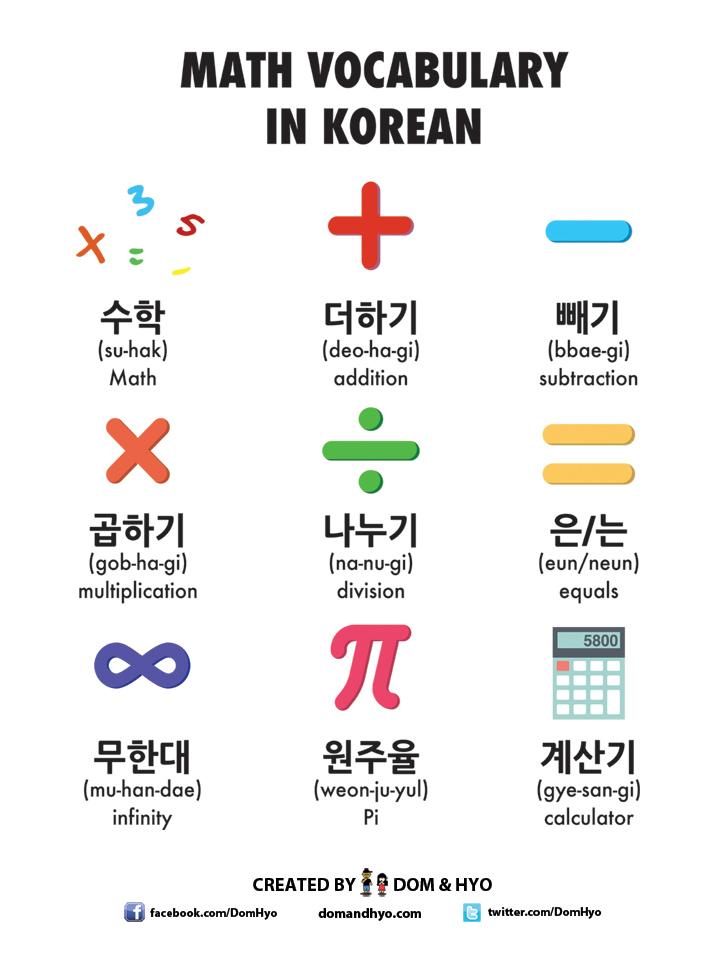 MATH VOCABULARY
IN KOREAN
3
5
x
=
-
수학
(su-hak)
Math
+
더하기
(deo-ha-gi)
addition
−
빼기
(bbae-gi)
subtraction
×
곱하기
(gob-ha-gi)
multiplication
÷
나누기
(na-nu-gi)
division
=
은/는
(eun/neun)
equals
∞
무한대
(mu-han-dae)
infinity
π
원주율
(weon-ju-yul)
Pi
5800
계산기
(gye-san-gi)
calculator
CREATED BY DOM & HYO
facebook.com/DomHyo domandhyo.com twitter.com/DomHyo